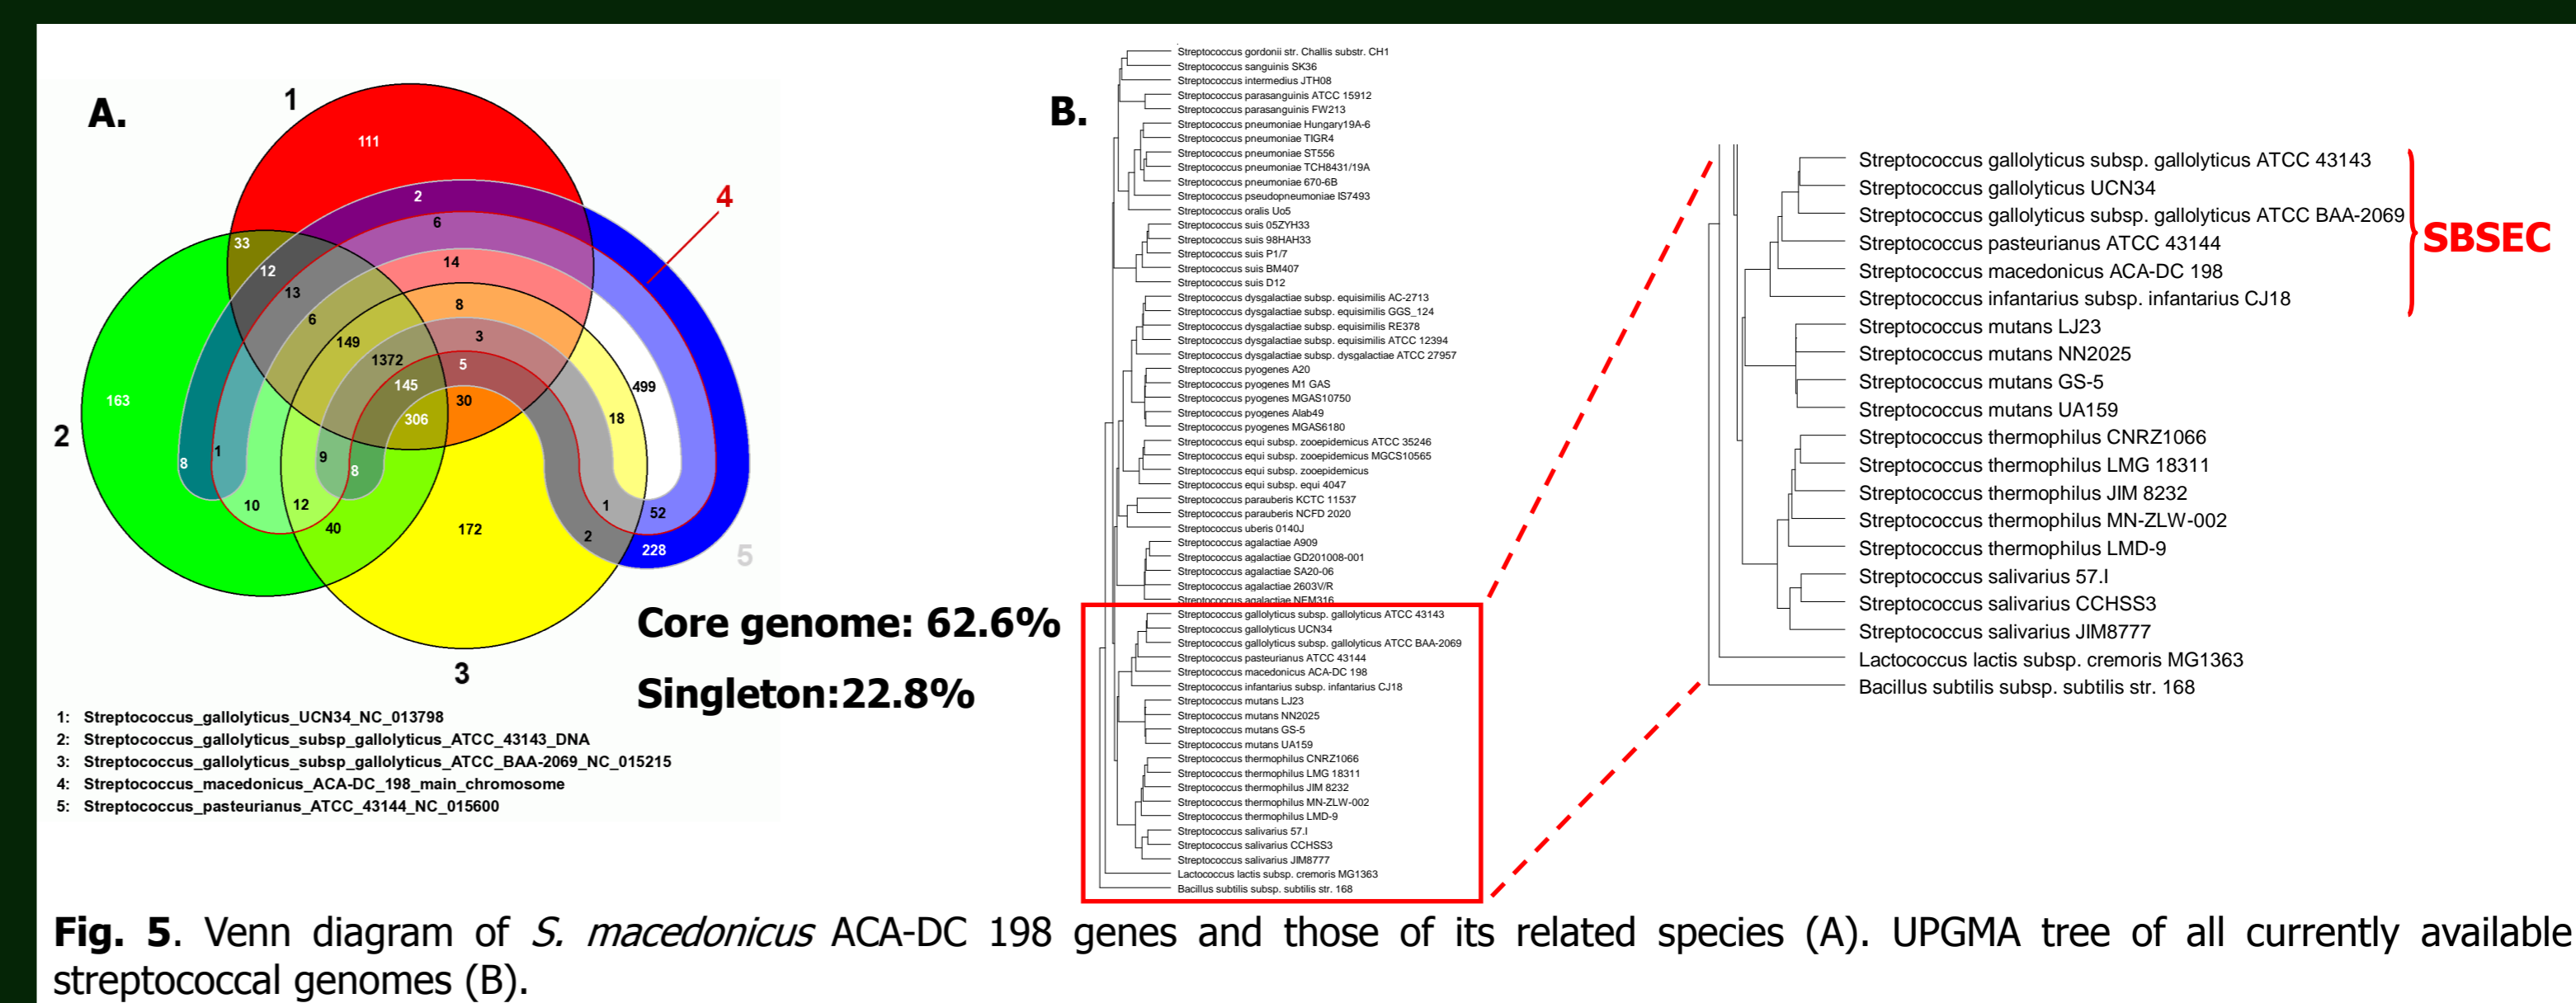 A.
1
111
2
6
4
33
14
12
13
8
6
3
149
1372
5
499
145
163
30
306
18
2
1
9
8
8
10
12
1
52
40
172
2
228
5
3
Core genome: 62.6%
Singleton:22.8%
1: Streptococcus_gallolyticus_UCN34_NC_013798
2: Streptococcus_gallolyticus_subsp_gallolyticus_ATCC_43143_DNA
3: Streptococcus_gallolyticus_subsp_gallolyticus_ATCC_BAA-2069_NC_015215
4: Streptococcus_macedonicus_ACA-DC_198_main_chromosome
5: Streptococcus_pasteurianus_ATCC_43144_NC_015600
B.
Streptococcus gordonii str. Challis substr. CH1
Streptococcus sanguinis SK36
Streptococcus intermedius JTH08
Streptococcus parasanguinis ATCC 15912
Streptococcus parasanguinis FW213
Streptococcus pneumoniae Hungary19A-6
Streptococcus pneumoniae TIGR4
Streptococcus pneumoniae ST556
Streptococcus pneumoniae TCH8431/19A
Streptococcus pneumoniae 670-6B
Streptococcus pseudopneumoniae IS7493
Streptococcus oralis Uo5
Streptococcus suis 05ZYH33
Streptococcus suis 98HAH33
Streptococcus suis P1/7
Streptococcus suis BM407
Streptococcus suis D12
Streptococcus dysgalactiae subsp. equisimilis AC-2713
Streptococcus dysgalactiae subsp. equisimilis GGS_124
Streptococcus dysgalactiae subsp. equisimilis RE378
Streptococcus dysgalactiae subsp. equisimilis ATCC 12394
Streptococcus dysgalactiae subsp. dysgalactiae ATCC 27957
Streptococcus pyogenes A20
Streptococcus pyogenes M1 GAS
Streptococcus pyogenes MGAS10750
Streptococcus pyogenes Alab49
Streptococcus pyogenes MGAS6180
Streptococcus equi subsp. zooepidemicus ATCC 35246
Streptococcus equi subsp. zooepidemicus MGCS10565
Streptococcus equi subsp. zooepidemicus
Streptococcus equi subsp. equi 4047
Streptococcus parauberis KCTC 11537
Streptococcus parauberis NCFD 2020
Streptococcus uberis 0140J
Streptococcus agalactiae A909
Streptococcus agalactiae GD201008-001
Streptococcus agalactiae SA20-06
Streptococcus agalactiae 2603V/R
Streptococcus agalactiae NEM316
Streptococcus gallolyticus subsp. gallolyticus ATCC 43143
Streptococcus gallolyticus UCN34
Streptococcus gallolyticus subsp. gallolyticus ATCC BAA-2069
Streptococcus pasteurianus ATCC 43144
Streptococcus macedonicus ACA-DC 198
Streptococcus infantarius subsp. infantarius CJ18
Streptococcus mutans LJ23
Streptococcus mutans NN2025
Streptococcus mutans GS-5
Streptococcus mutans UA159
Streptococcus thermophilus CNRZ1066
Streptococcus thermophilus LMG 18311
Streptococcus thermophilus JIM 8232
Streptococcus thermophilus MN-ZLW-002
Streptococcus thermophilus LMD-9
Streptococcus salivarius 57.I
Streptococcus salivarius CCHSS3
Streptococcus salivarius JIM8777
Lactococcus lactis subsp. cremoris MG1363
Bacillus subtilis subsp. subtilis str. 168
Streptococcus gallolyticus subsp. gallolyticus ATCC 43143
Streptococcus gallolyticus UCN34
Streptococcus gallolyticus subsp. gallolyticus ATCC BAA-2069
Streptococcus pasteurianus ATCC 43144
Streptococcus macedonicus ACA-DC 198
Streptococcus infantarius subsp. infantarius CJ18
Streptococcus mutans LJ23
Streptococcus mutans NN2025
Streptococcus mutans GS-5
Streptococcus mutans UA159
Streptococcus thermophilus CNRZ1066
Streptococcus thermophilus LMG 18311
Streptococcus thermophilus JIM 8232
Streptococcus thermophilus MN-ZLW-002
Streptococcus thermophilus LMD-9
Streptococcus salivarius 57.I
Streptococcus salivarius CCHSS3
Streptococcus salivarius JIM8777
Lactococcus lactis subsp. cremoris MG1363
Bacillus subtilis subsp. subtilis str. 168
SBSEC
Fig. 5. Venn diagram of S. macedonicus ACA-DC 198 genes and those of its related species (A). UPGMA tree of all currently available
streptococcal genomes (B).